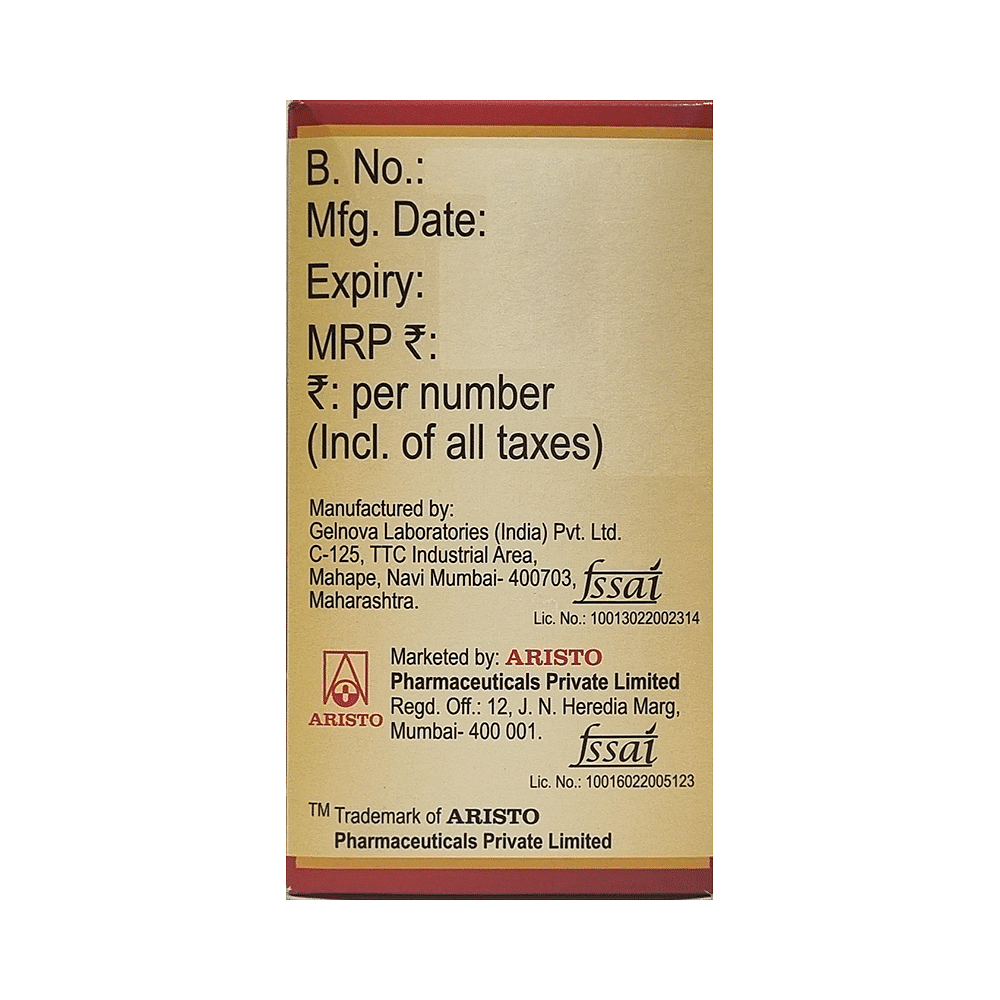 B. No.:
Mfg. Date:
Expiry:
MRP ₹:
₹: per number
(Incl. of all taxes)
Manufactured by:
Gelnova Laboratories (India) Pvt. Ltd.
C-125, TTC Industrial Area,
Mahape, Navi Mumbai- 400703,
Maharashtra.
fssai
Lic. No.: 10013022002314
ARISTO
Marketed by: ARISTO
Pharmaceuticals Private Limited
Regd. Off.: 12, J. N. Heredia Marg,
Mumbai- 400 001.
fssai
Lic. No.: 10016022005123
TM Trademark of ARISTO
Pharmaceuticals Private Limited